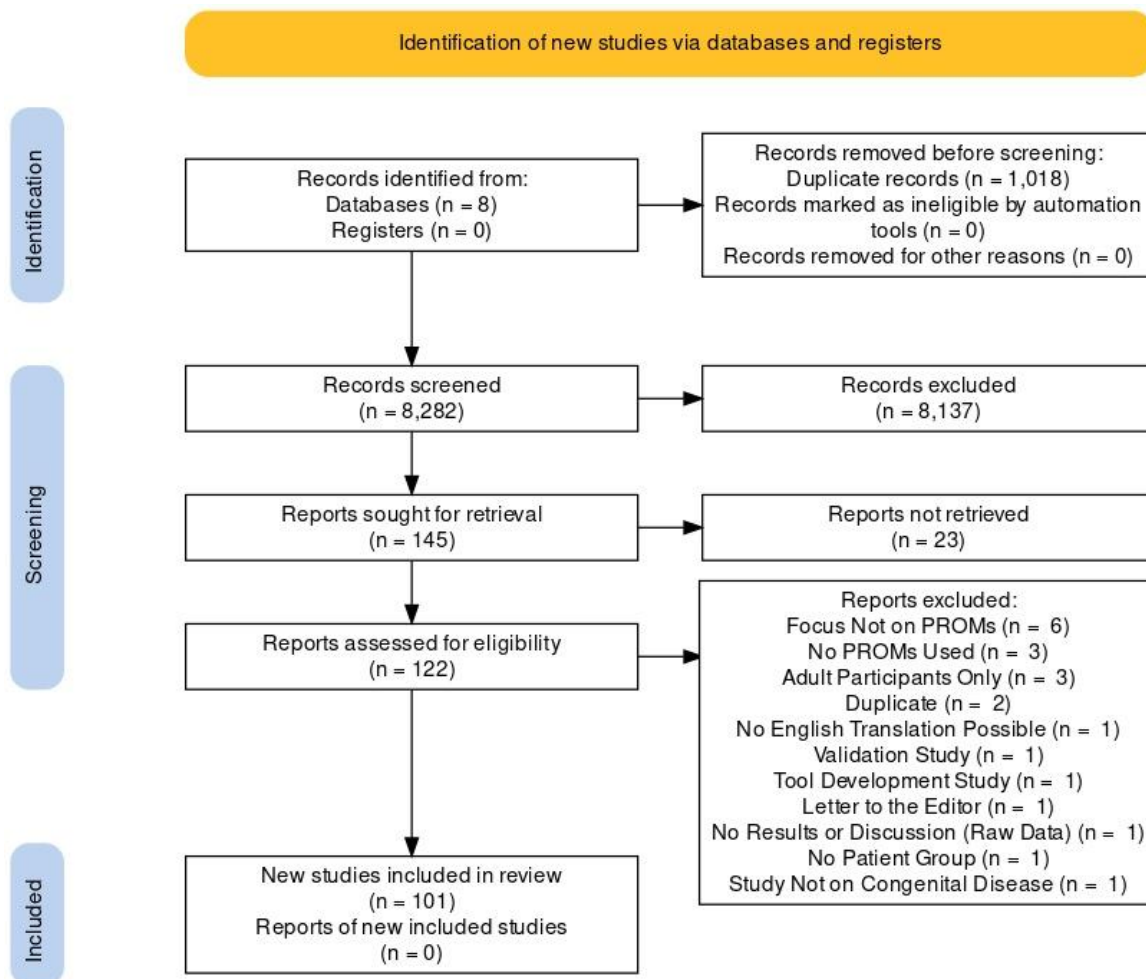 Identification of new studies via databases and registers
Identification
Records identified from:
Databases (n = 8)
Registers (n = 0)
Records removed before screening:
Duplicate records (n = 1,018)
Records marked as ineligible by automation
tools (n = 0)
Records removed for other reasons (n = 0)
Screening
Records screened
(n = 8,282)
Records excluded
(n = 8,137)
Reports sought for retrieval
(n = 145)
Reports not retrieved
(n = 23)
Reports assessed for eligibility
(n = 122)
Reports excluded:
Focus Not on PROMs (n = 6)
No PROMs Used (n = 3)
Adult Participants Only (n = 3)
Duplicate (n = 2)
No English Translation Possible (n = 1)
Validation Study (n = 1)
Tool Development Study (n = 1)
Letter to the Editor (n = 1)
No Results or Discussion (Raw Data) (n = 1)
No Patient Group (n = 1)
Study Not on Congenital Disease (n = 1)
Included
New studies included in review
(n = 101)
Reports of new included studies
(n = 0)